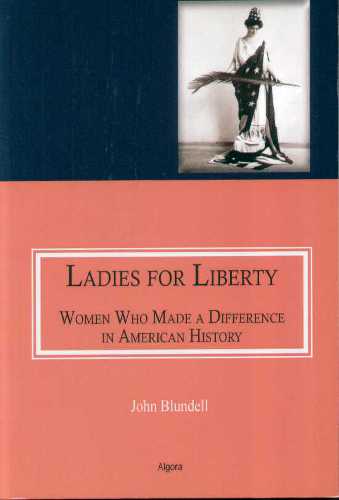 LADIES FOR LIBERTY
WOMEN WHO MADE A DIFFERENCE
IN AMERICAN HISTORY
John Blundell
Algora